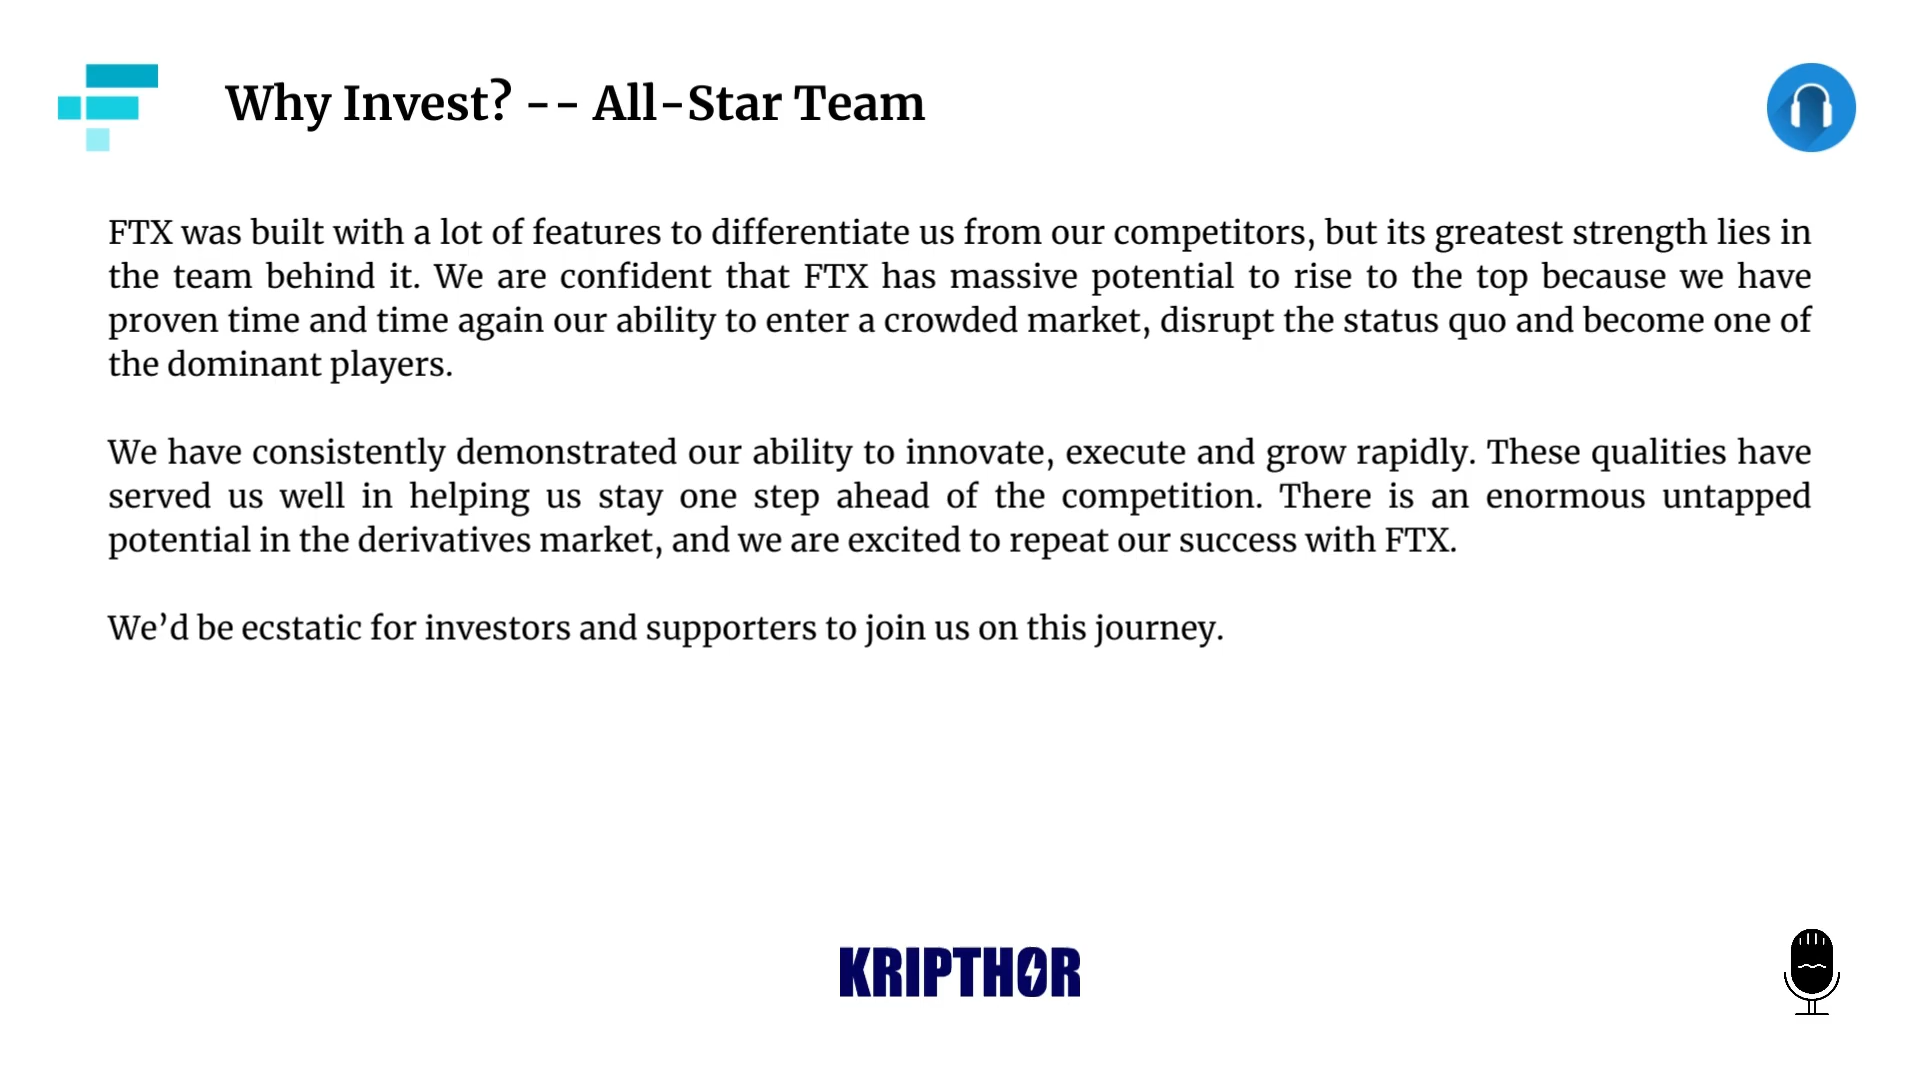 Why Invest? -- All-Star Team
FTX was built with a lot of features to differentiate us from our competitors, but its greatest strength lies in
the team behind it. We are confident that FTX has massive potential to rise to the top because we have
proven time and time again our ability to enter a crowded market, disrupt the status quo and become one of
the dominant players.
We have consistently demonstrated our ability to innovate, execute and grow rapidly. These qualities have
served us well in helping us stay one step ahead of the competition. There is an enormous untapped
potential in the derivatives market, and we are excited to repeat our success with FTX.
We’d be ecstatic for investors and supporters to join us on this journey.
KRIPTHOR